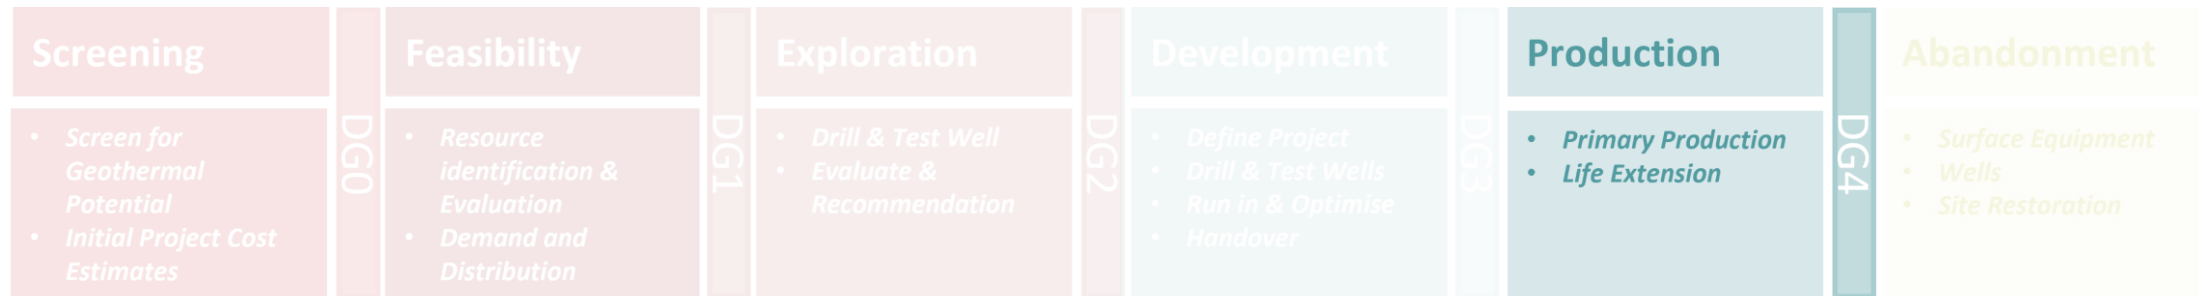 Screening
• Screen for
Geothermal
Potential
• Initial Project Cost
Estimates
DG0
Feasibility
• Resource
identification &
Evaluation
• Demand and
Distribution
DG1
Exploration
• Drill & Test Well
• Evaluate &
Recommendation
DG2
Development
• Define Project
• Drill & Test Wells
• Run in & Optimise
• Handover
DG3
Production
• Primary Production
• Life Extension
DG4
Abandonment
• Surface Equipment
• Wells
• Site Restoration